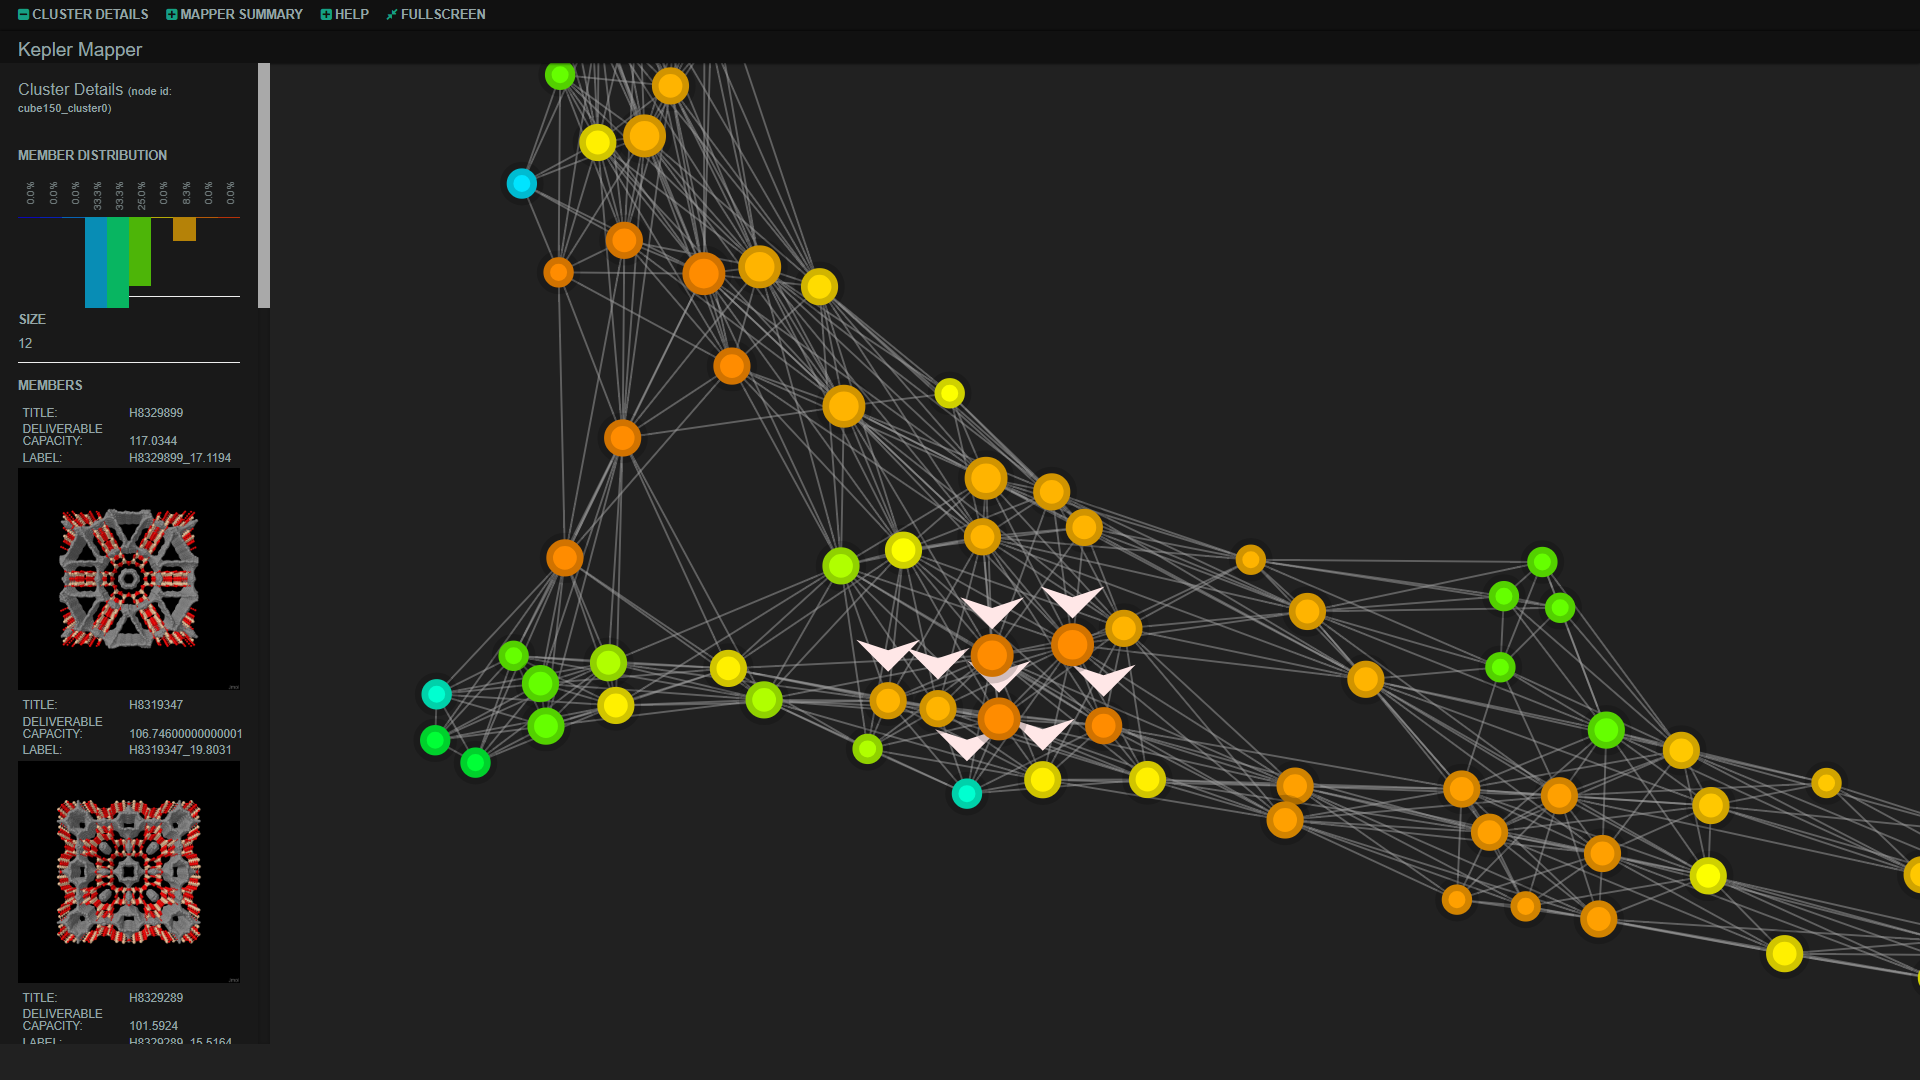 CLUSTER DETAILS MAPPER SUMMARY HELP FULLSCREEN
Kepler Mapper
Cluster Details (node id:
cube150_cluster0)
MEMBER DISTRIBUTION
0.0% 0.0% 0.0% 33.3% 33.3% 25.0% 0.0% 8.3% 0.0% 0.0%
SIZE
12
MEMBERS
TITLE: H8329899
DELIVERABLE
CAPACITY: 117.0344
LABEL: H8329899_17.1194
TITLE: H8319347
DELIVERABLE
CAPACITY: 106.74600000000001
LABEL: H8319347_19.8031
TITLE: H8329289
DELIVERABLE
CAPACITY: 101.5924
LABEL: H8329289_15.5164